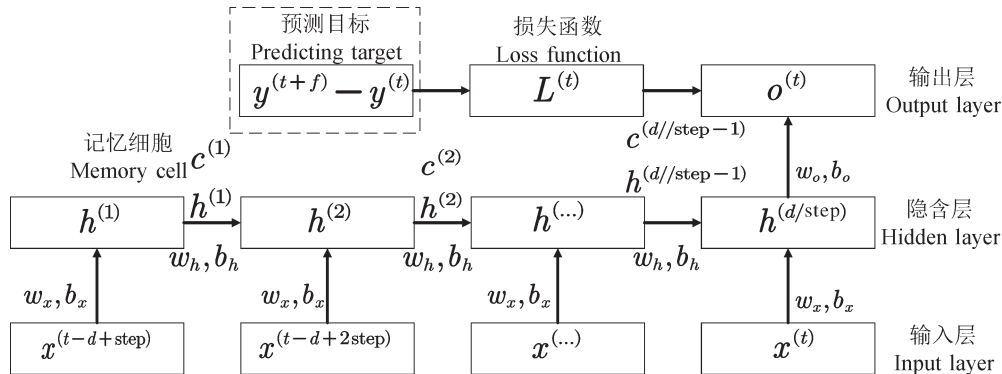 预测目标
Predicting target
损失函数
Loss function
y^{(t+f)} − y^{(t)}
L^{(t)}
o^{(t)}
输出层
Output layer
记忆细胞
Memory cell
c^{(1)}
c^{(2)}
c^{(d//step−1)}
h^{(1)}
h^{(2)}
h^{(d//step−1)}
w_o, b_o
h^{(1)}
h^{(2)}
h^{(…)}
h^{(d/step)}
隐含层
Hidden layer
w_h, b_h
w_h, b_h
w_h, b_h
w_x, b_x
w_x, b_x
w_x, b_x
w_x, b_x
x^{(t−d+step)}
x^{(t−d+2step)}
x^{(…)}
x^{(t)}
输入层
Input layer